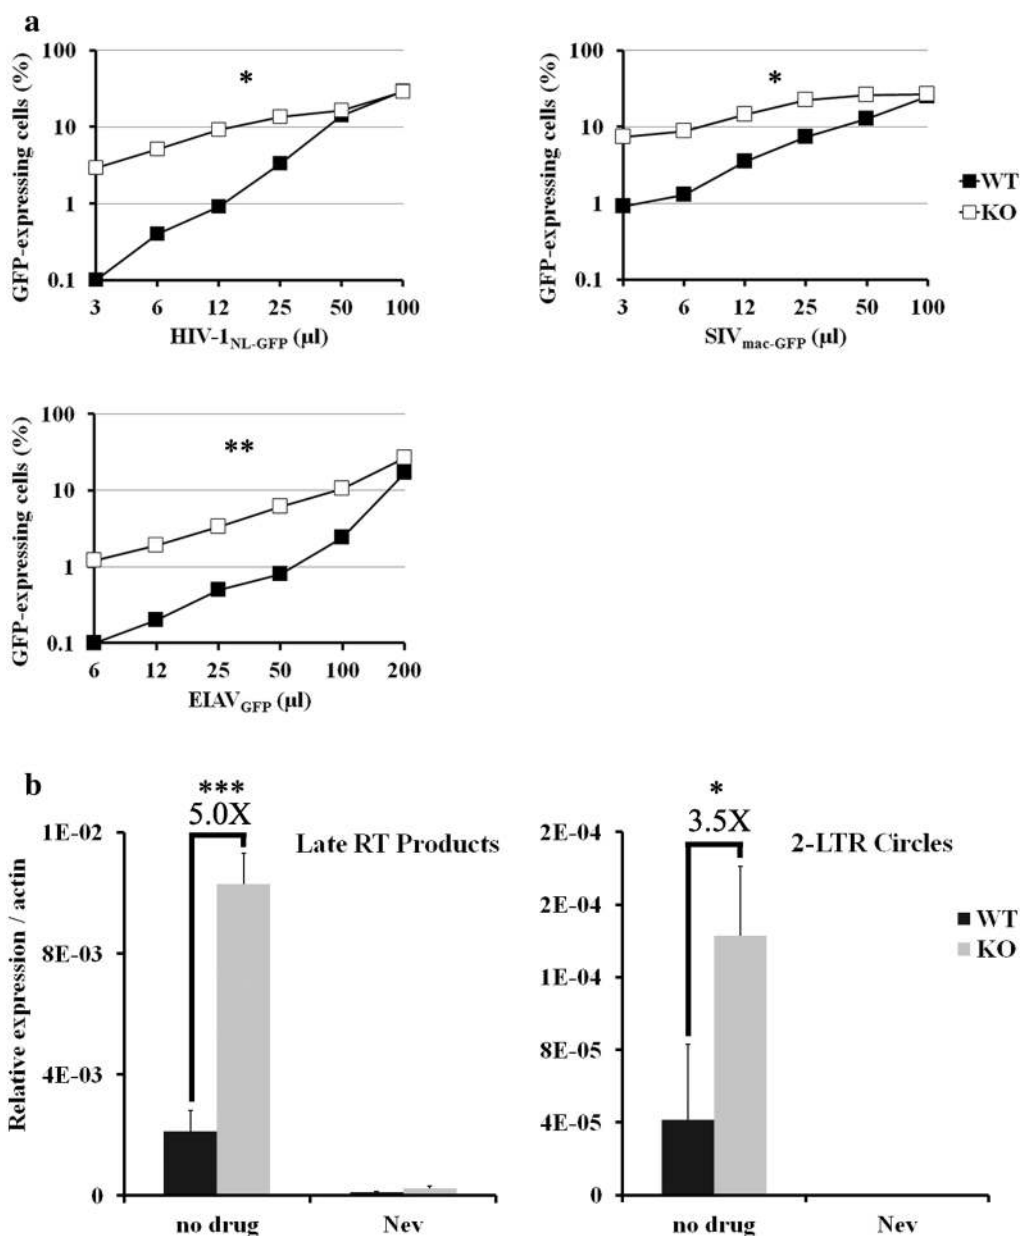 a
GFP-expressing cells (%)
100
10
1
0.1
*
3 6 12 25 50 100
HIV-1NL-GFP (μl)
GFP-expressing cells (%)
100
10
1
0.1
*
3 6 12 25 50 100
SIVmac-GFP (μl)
WT
KO
GFP-expressing cells (%)
100
10
1
0.1
**
6 12 25 50 100 200
EIAVGFP (μl)
b
Relative expression / actin
1E-02
8E-03
4E-03
0
***
5.0X
Late RT Products
no drug Nev
2E-04
2E-04
1E-04
8E-05
4E-05
0
*
3.5X
2-LTR Circles
no drug Nev
WT
KO